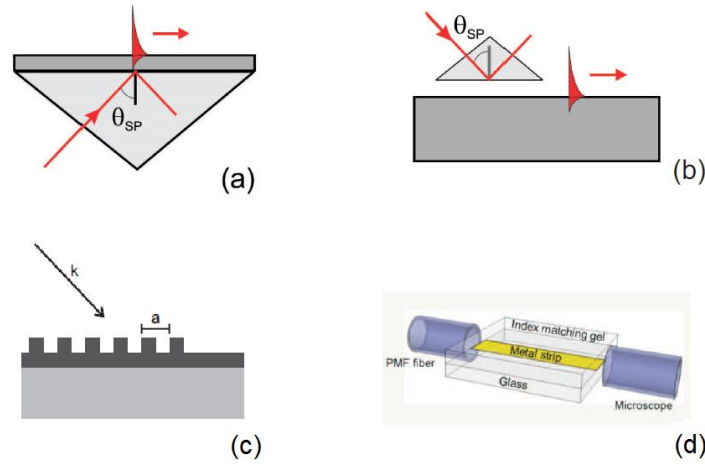 θSP
(a)
θSP
(b)
k
a
(c)
Index matching gel
Metal strip
PMF fiber
Glass
Microscope
(d)